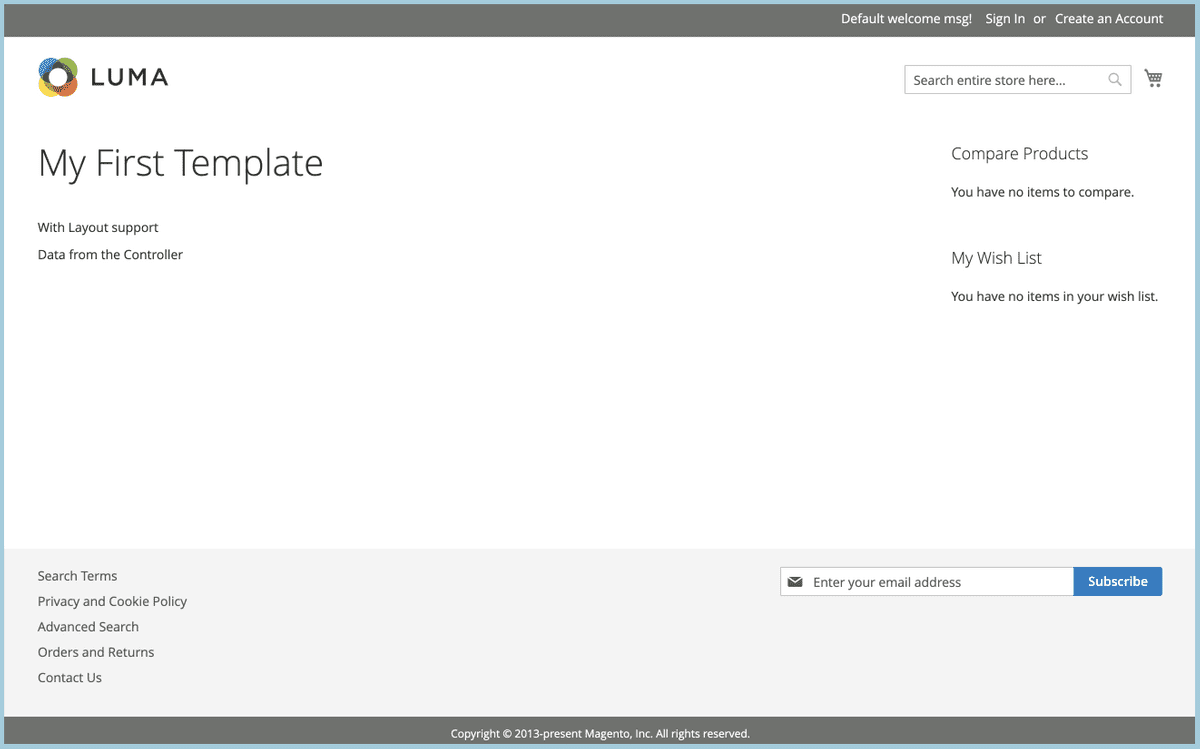 Default welcome msg! Sign In or Create an Account
LUMA
Search entire store here...
My First Template
With Layout support
Data from the Controller
Compare Products
You have no items to compare.
My Wish List
You have no items in your wish list.
Search Terms
Privacy and Cookie Policy
Advanced Search
Orders and Returns
Contact Us
Enter your email address
Subscribe
Copyright © 2013-present Magento, Inc. All rights reserved.